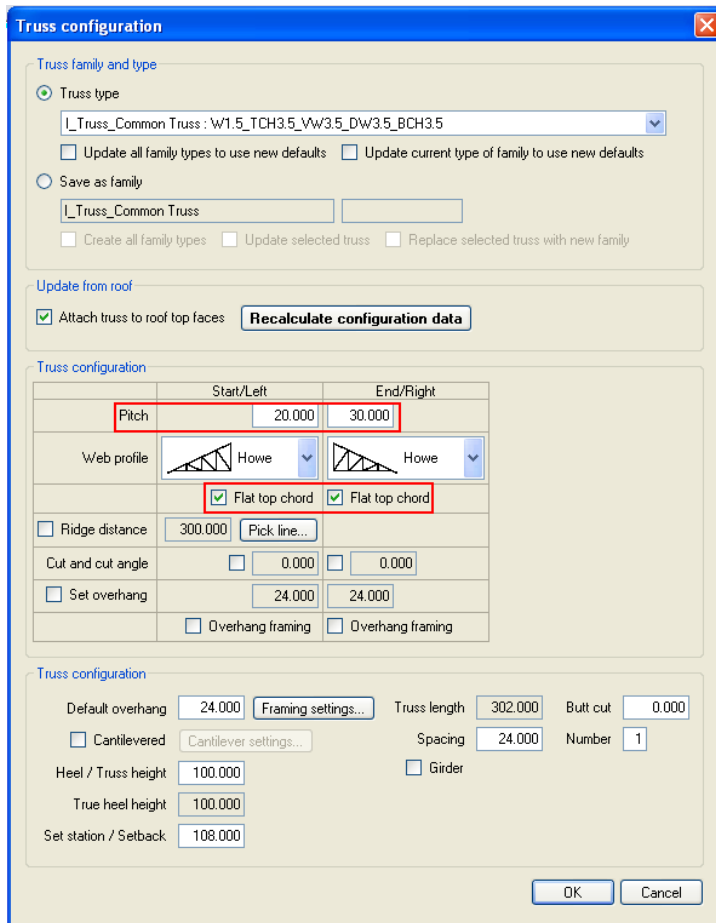 Truss configuration
Truss family and type
Truss type
I_Truss_Common Truss : W1.5_TCH3.5_VW3.5_DW3.5_BCH3.5
Update all family types to use new defaults Update current type of family to use new defaults
Save as family
I_Truss_Common Truss
Create all family types Update selected truss Replace selected truss with new family
Update from roof
Attach truss to roof top faces Recalculate configuration data
Truss configuration
Start/Left End/Right
Pitch 20.000 30.000
Web profile Howe Howe
Flat top chord Flat top chord
Ridge distance 300.000 Pick line...
Cut and cut angle 0.000 0.000
Set overhang 24.000 24.000
Overhang framing Overhang framing
Truss configuration
Default overhang 24.000 Framing settings... Truss length 302.000 Butt cut 0.000
Cantilevered Cantilever settings... Spacing 24.000 Number 1
Heel / Truss height 100.000 Girder
True heel height 100.000
Set station / Setback 108.000
OK Cancel